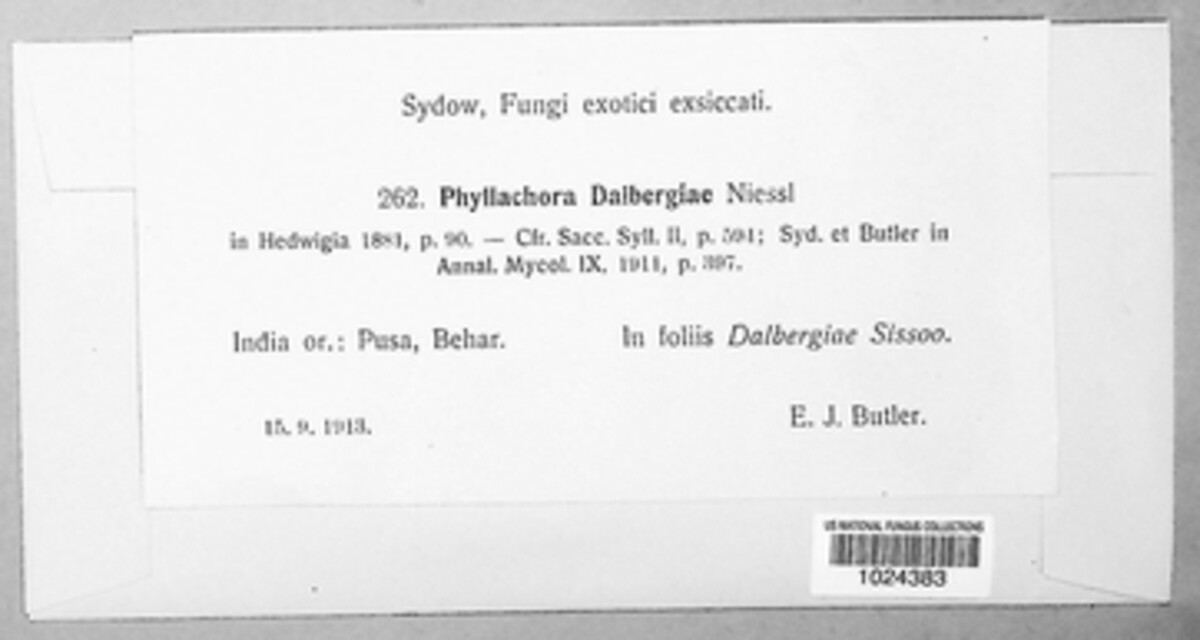 Sydow, Fungi exotici exsiccati.
262. Phyllachora Dalbergiae Niessl
in Hedwigia 1881, p. 90. — Cfr. Sacc. Syll. II, p. 594; Syd. et Butler in
Annal. Mycol. IX, 1911, p. 397.
India or.: Pusa, Behar. In foliis Dalbergiae Sissoo.
15. 9. 1913. E. J. Butler.
US NATIONAL FUNGUS COLLECTIONS
1024383